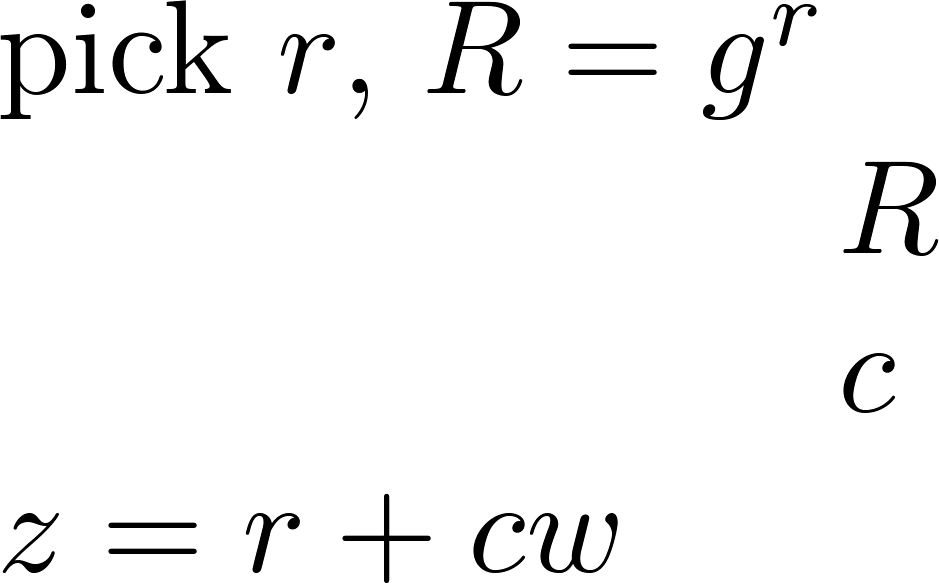 pick r, R = g^r
R
c
z = r + cw